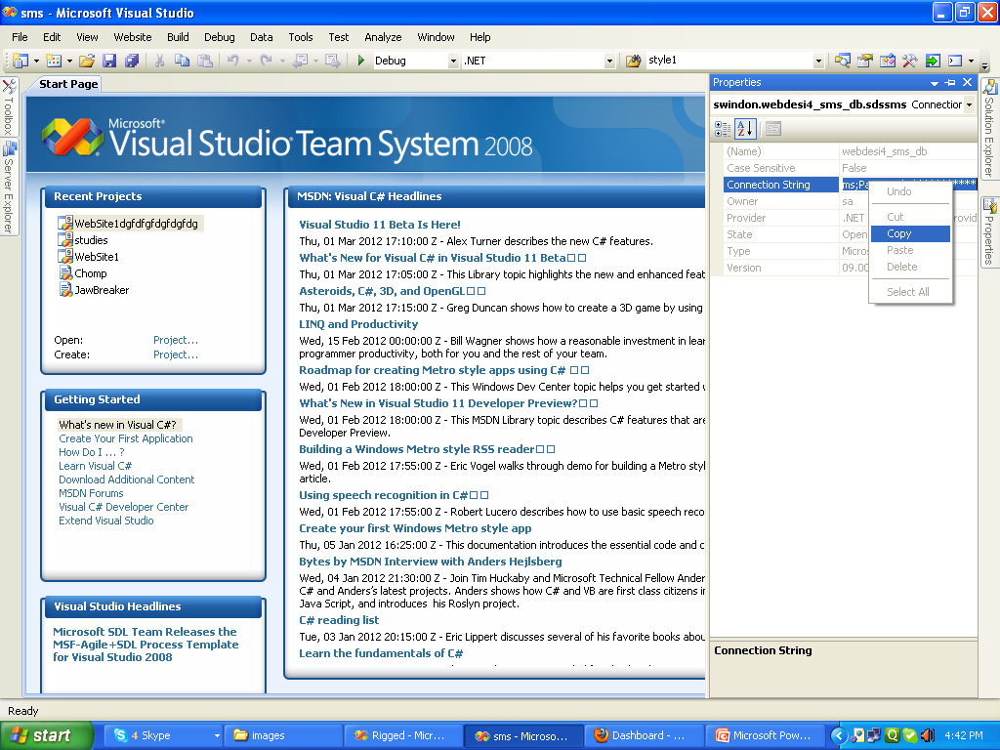 sms - Microsoft Visual Studio
File Edit View Website Build Debug Data Tools Test Analyze Window Help
Debug .NET style1
Toolbox
Server Explorer
Start Page
Microsoft®
Visual Studio Team System 2008
Recent Projects
WebSite1dgfdfgfdgfdgfdg
studies
WebSite1
Chomp
JawBreaker
Open: Project...
Create: Project...
Getting Started
What's new in Visual C#?
Create Your First Application
How Do I ... ?
Learn Visual C#
Download Additional Content
MSDN Forums
Visual C# Developer Center
Extend Visual Studio
Visual Studio Headlines
Microsoft SDL Team Releases the
MSF-Agile+SDL Process Template
for Visual Studio 2008
MSDN: Visual C# Headlines
Visual Studio 11 Beta Is Here!
Thu, 01 Mar 2012 17:10:00 Z - Alex Turner describes the new C# features.
What's New for Visual C# in Visual Studio 11 Beta
Thu, 01 Mar 2012 17:05:00 Z - This Library topic highlights the new and enhanced feat
Asteroids, C#, 3D, and OpenGL
Thu, 01 Mar 2012 17:15:00 Z - Greg Duncan shows how to create a 3D game by using
LINQ and Productivity
Wed, 15 Feb 2012 00:00:00 Z - Bill Wagner shows how a reasonable investment in lear
programmer productivity, both for you and the rest of your team.
Roadmap for creating Metro style apps using C#
Wed, 01 Feb 2012 18:00:00 Z - This Windows Dev Center topic helps you get started
What's New in Visual Studio 11 Developer Preview?
Wed, 01 Feb 2012 18:00:00 Z - This MSDN Library topic describes C# features that are
Developer Preview.
Building a Windows Metro style RSS reader
Wed, 01 Feb 2012 17:55:00 Z - Eric Vogel walks through demo for building a Metro styl
article.
Using speech recognition in C#
Wed, 01 Feb 2012 17:55:00 Z - Robert Lucero describes how to use basic speech reco
Create your first Windows Metro style app
Thu, 05 Jan 2012 16:25:00 Z - This documentation introduces the essential code and c
Bytes by MSDN Interview with Anders Hejlsberg
Wed, 04 Jan 2012 21:30:00 Z - Join Tim Huckaby and Microsoft Technical Fellow Ander
C# and Anders's latest projects. Anders shows how C# and VB are first class citizens i
Java Script, and introduces his Roslyn project.
C# reading list
Tue, 03 Jan 2012 20:15:00 Z - Eric Lippert discusses several of his favorite books abou
Learn the fundamentals of C#
Properties
swindon.webdesi4_sms_db.sdssms Connection
(Name) webdesi4_sms_db
Case Sensitive False
Connection String ms;Pa
Owner sa
Provider .NET rovid
State Open
Type Micros
Version 09.00
Undo
Cut
Copy
Paste
Delete
Select All
Connection String
Solution Explorer
Properties
Ready
start
4 Skype
images
Rigged - Micr...
sms - Microso...
Dashboard - ...
Microsoft Pow...
4:42 PM